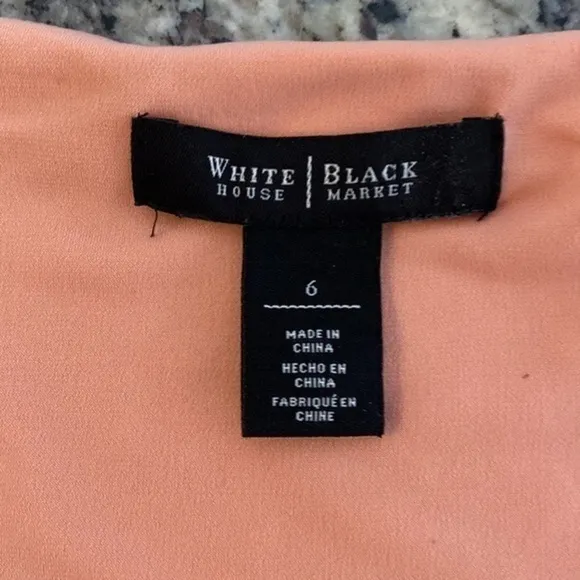 WHITE | BLACK
HOUSE | MARKET
6
MADE IN
CHINA
HECHO EN
CHINA
FABRIQUÉ EN
CHINE